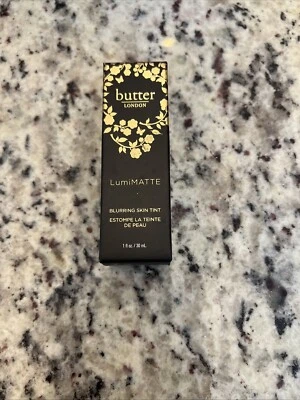 butter
LONDON
LumiMATTE
BLURRING SKIN TINT
ESTOMPE LA TEINTE
DE PEAU
1 fl oz. / 30 mL